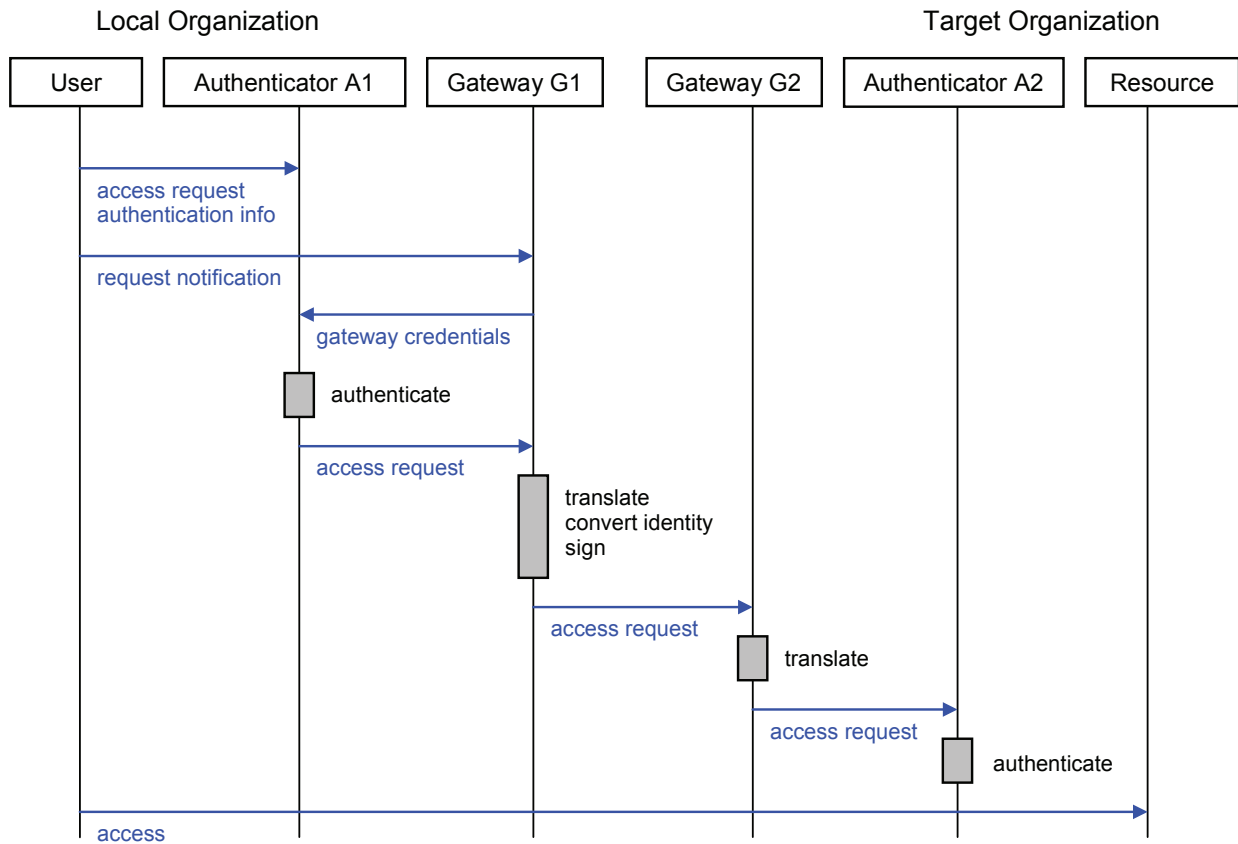 Local Organization
Target Organization
User
Authenticator A1
Gateway G1
Gateway G2
Authenticator A2
Resource
access request
authentication info
request notification
gateway credentials
authenticate
access request
translate
convert identity
sign
access request
translate
access request
authenticate
access